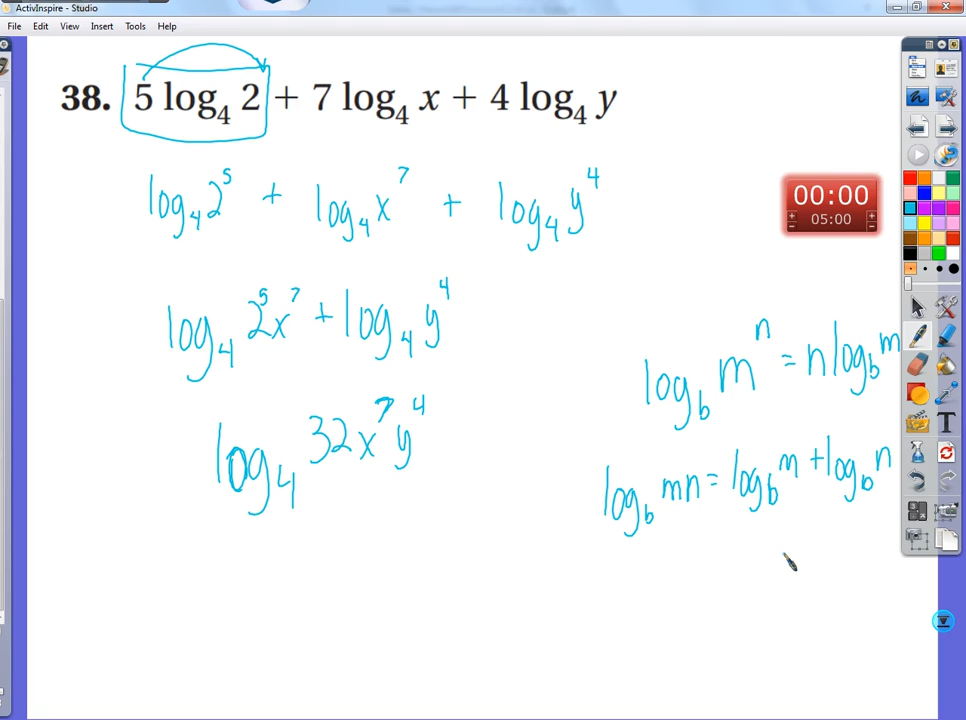 ActivInspire - Studio
File Edit View Insert Tools Help
38. 5 log₄ 2 + 7 log₄ x + 4 log₄ y
log₄ 2⁵ + log₄ x⁷ + log₄ y⁴
log₄ 2⁵x⁷ + log₄ y⁴
log₄ 32x⁷y⁴
00:00
05:00
log_b mⁿ = n log_b m
log_b mn = log_b m + log_b n